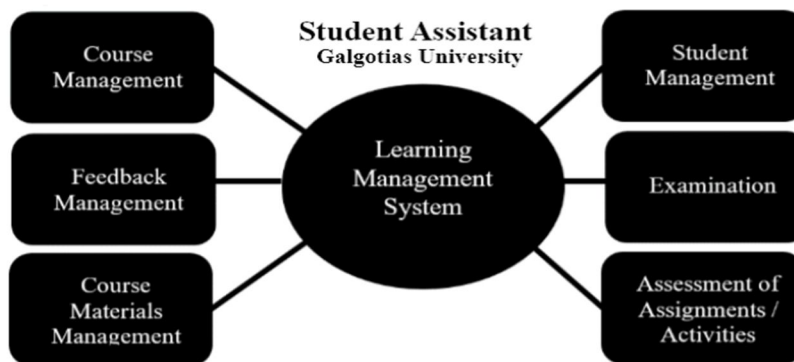 Student Assistant
Galgotias University
Course
Management
Feedback
Management
Course
Materials
Management
Learning
Management
System
Student
Management
Examination
Assessment of
Assignments /
Activities